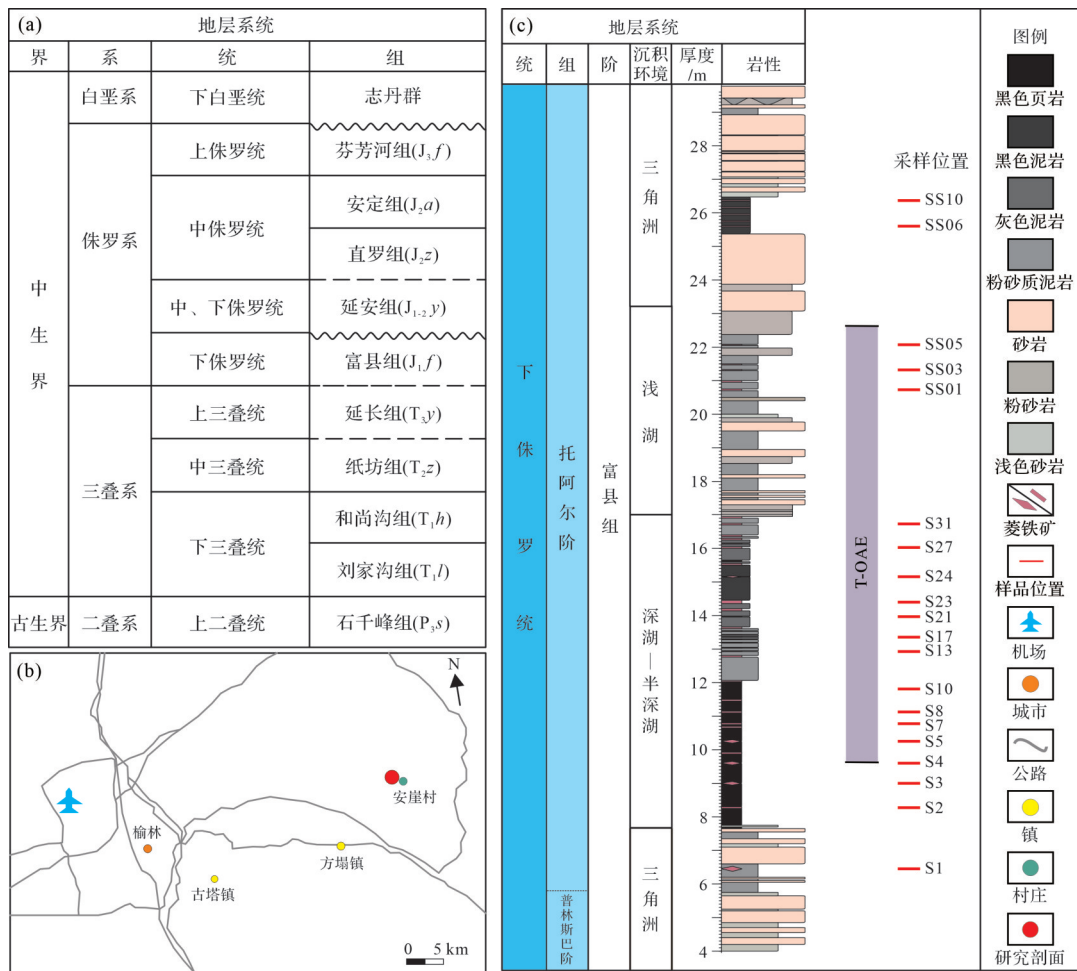 (a)
地层系统
界 系 统 组
中生界
白垩系 下白垩统 志丹群
侏罗系
上侏罗统 芬芳河组(J₃f)
中侏罗统
安定组(J₂a)
直罗组(J₂z)
中、下侏罗统 延安组(J₁₋₂y)
下侏罗统 富县组(J₁f)
三叠系
上三叠统 延长组(T₃y)
中三叠统 纸坊组(T₂z)
下三叠统
和尚沟组(T₁h)
刘家沟组(T₁l)
古生界 二叠系 上二叠统 石千峰组(P₃s)
(b)
N
安崖村
榆林
方塌镇
古塔镇
0 5 km
(c)
地层系统
统 组 阶 沉积环境 厚度/m 岩性
下侏罗统
托阿尔阶
普林斯巴阶
富县组
三角洲
浅湖
深湖—半深湖
三角洲
28
26
24
22
20
18
16
14
12
10
8
6
4
T-OAE
采样位置
SS10
SS06
SS05
SS03
SS01
S31
S27
S24
S23
S21
S17
S13
S10
S8
S7
S5
S4
S3
S2
S1
图例
黑色页岩
黑色泥岩
灰色泥岩
粉砂质泥岩
砂岩
粉砂岩
浅色砂岩
菱铁矿
样品位置
机场
城市
公路
镇
村庄
研究剖面